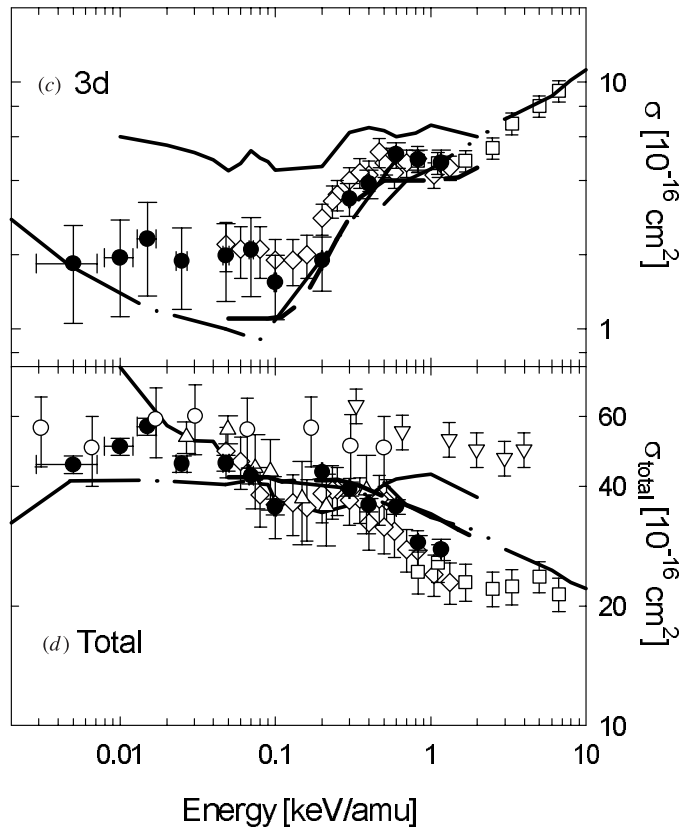 (c) 3d
10
σ [10⁻¹⁶ cm²]
1
60
40
σ_total [10⁻¹⁶ cm²]
20
(d) Total
10
0.01 0.1 1 10
Energy [keV/amu]